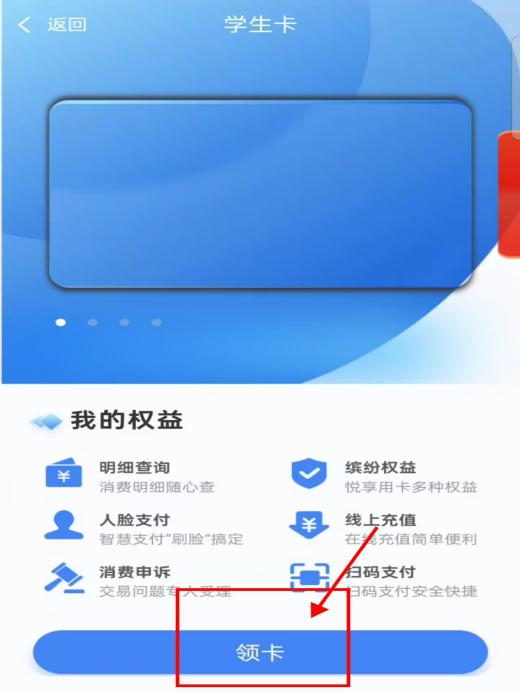 返回
学生卡
我的权益
明细查询
消费明细随心查
缤纷权益
悦享用卡多种权益
人脸支付
智慧支付"刷脸"搞定
线上充值
在线充值简单便利
消费申诉
交易问题专人受理
扫码支付
扫码支付安全快捷
领卡